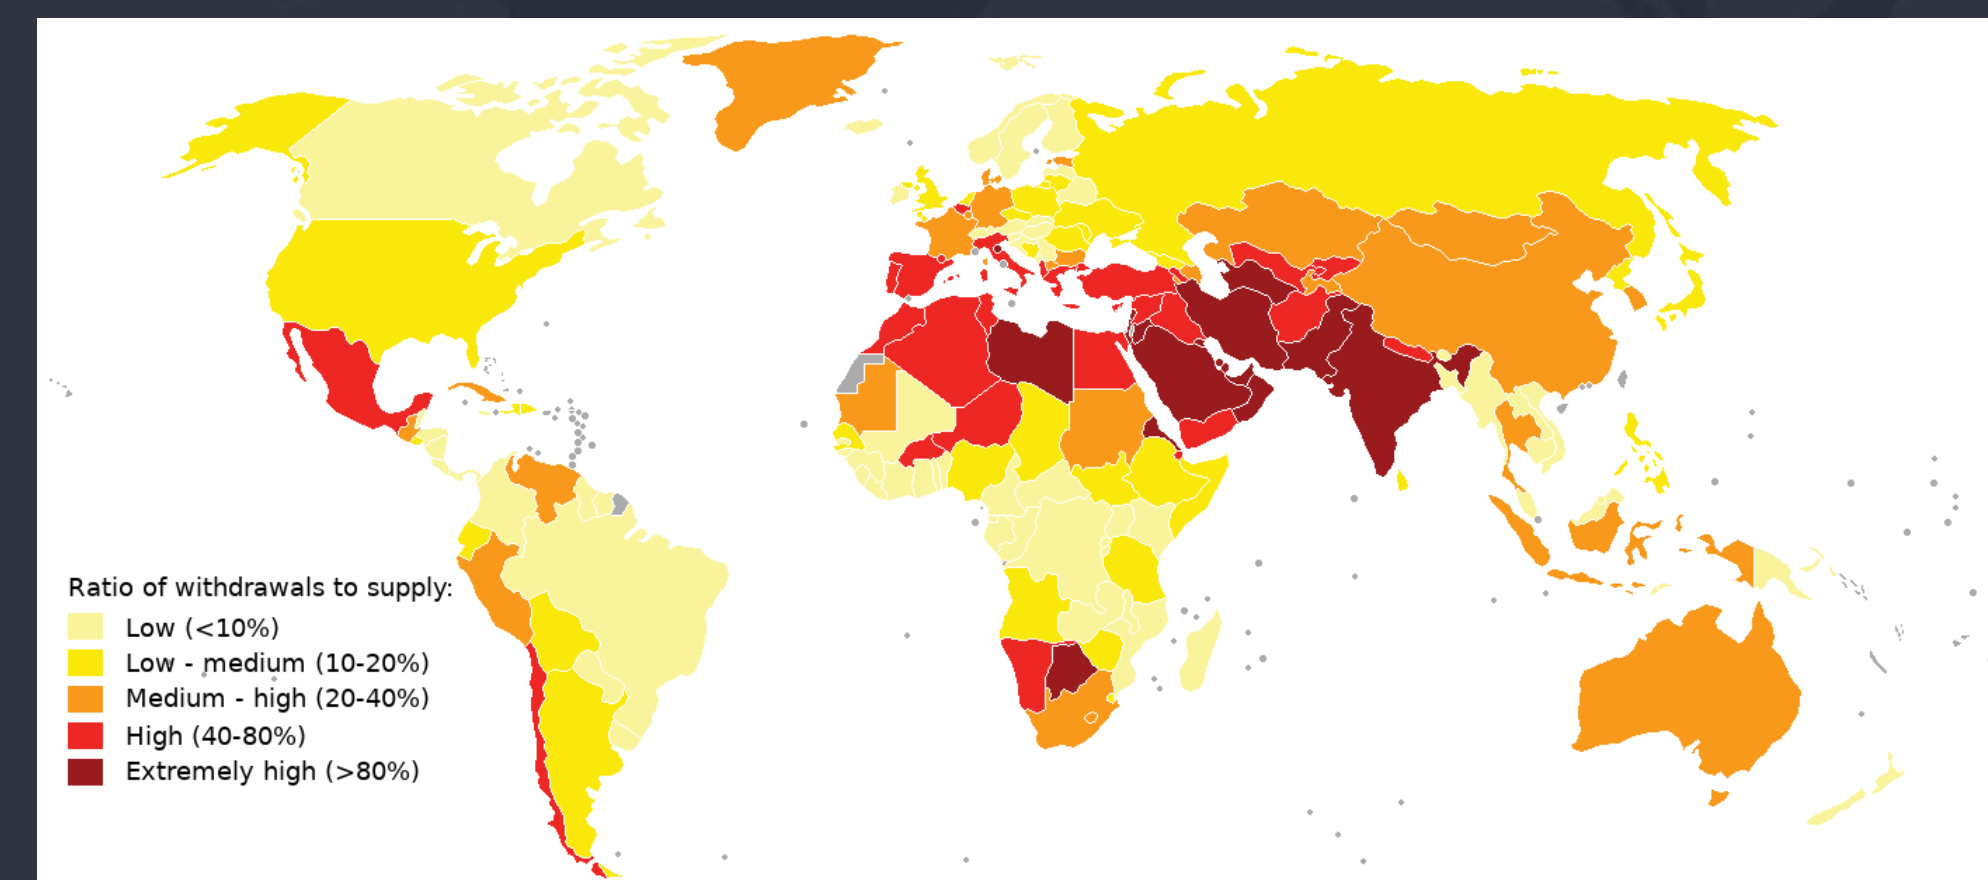 Ratio of withdrawals to supply:
Low (<10%)
Low - medium (10-20%)
Medium - high (20-40%)
High (40-80%)
Extremely high (>80%)